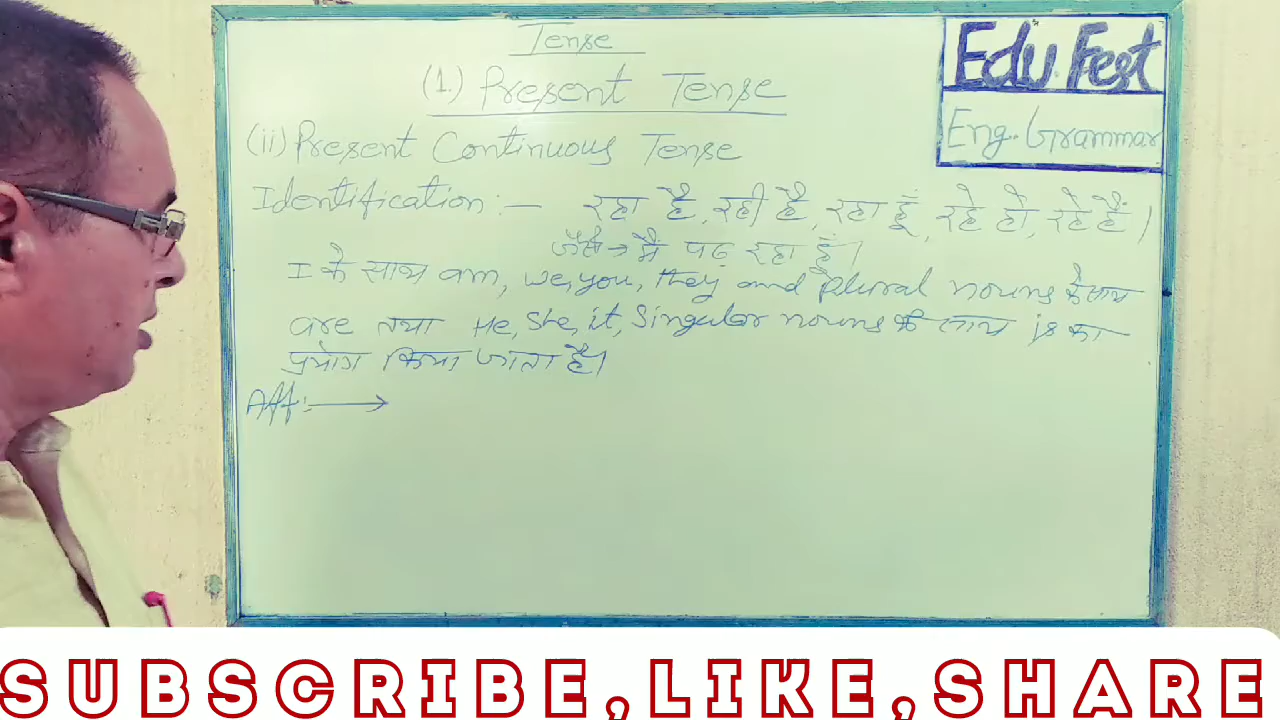 Tense
(1.) Present Tense
Edu Fest
Eng. Grammar
(ii) Present Continuous Tense
Identification :— रहा है, रही है, रहा हूँ, रहे हो, रहे हैं।
जैसे → मैं पढ़ रहा हूँ।
I के साथ am, we, you, they and plural nouns के साथ
are तथा He, She, it, Singular nouns के साथ is का
प्रयोग किया जाता है।
Aff: →
SUBSCRIBE,LIKE,SHARE